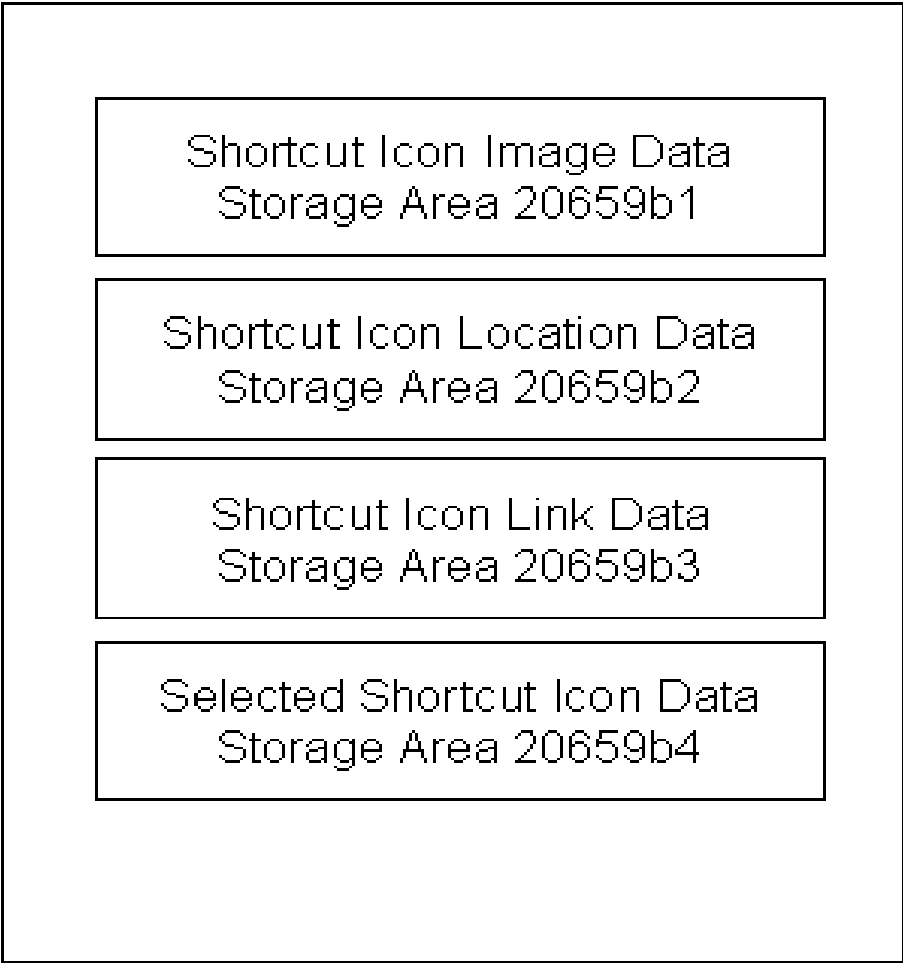 Shortcut Icon Image Data
Storage Area 20659b1
Shortcut Icon Location Data
Storage Area 20659b2
Shortcut Icon Link Data
Storage Area 20659b3
Selected Shortcut Icon Data
Storage Area 20659b4